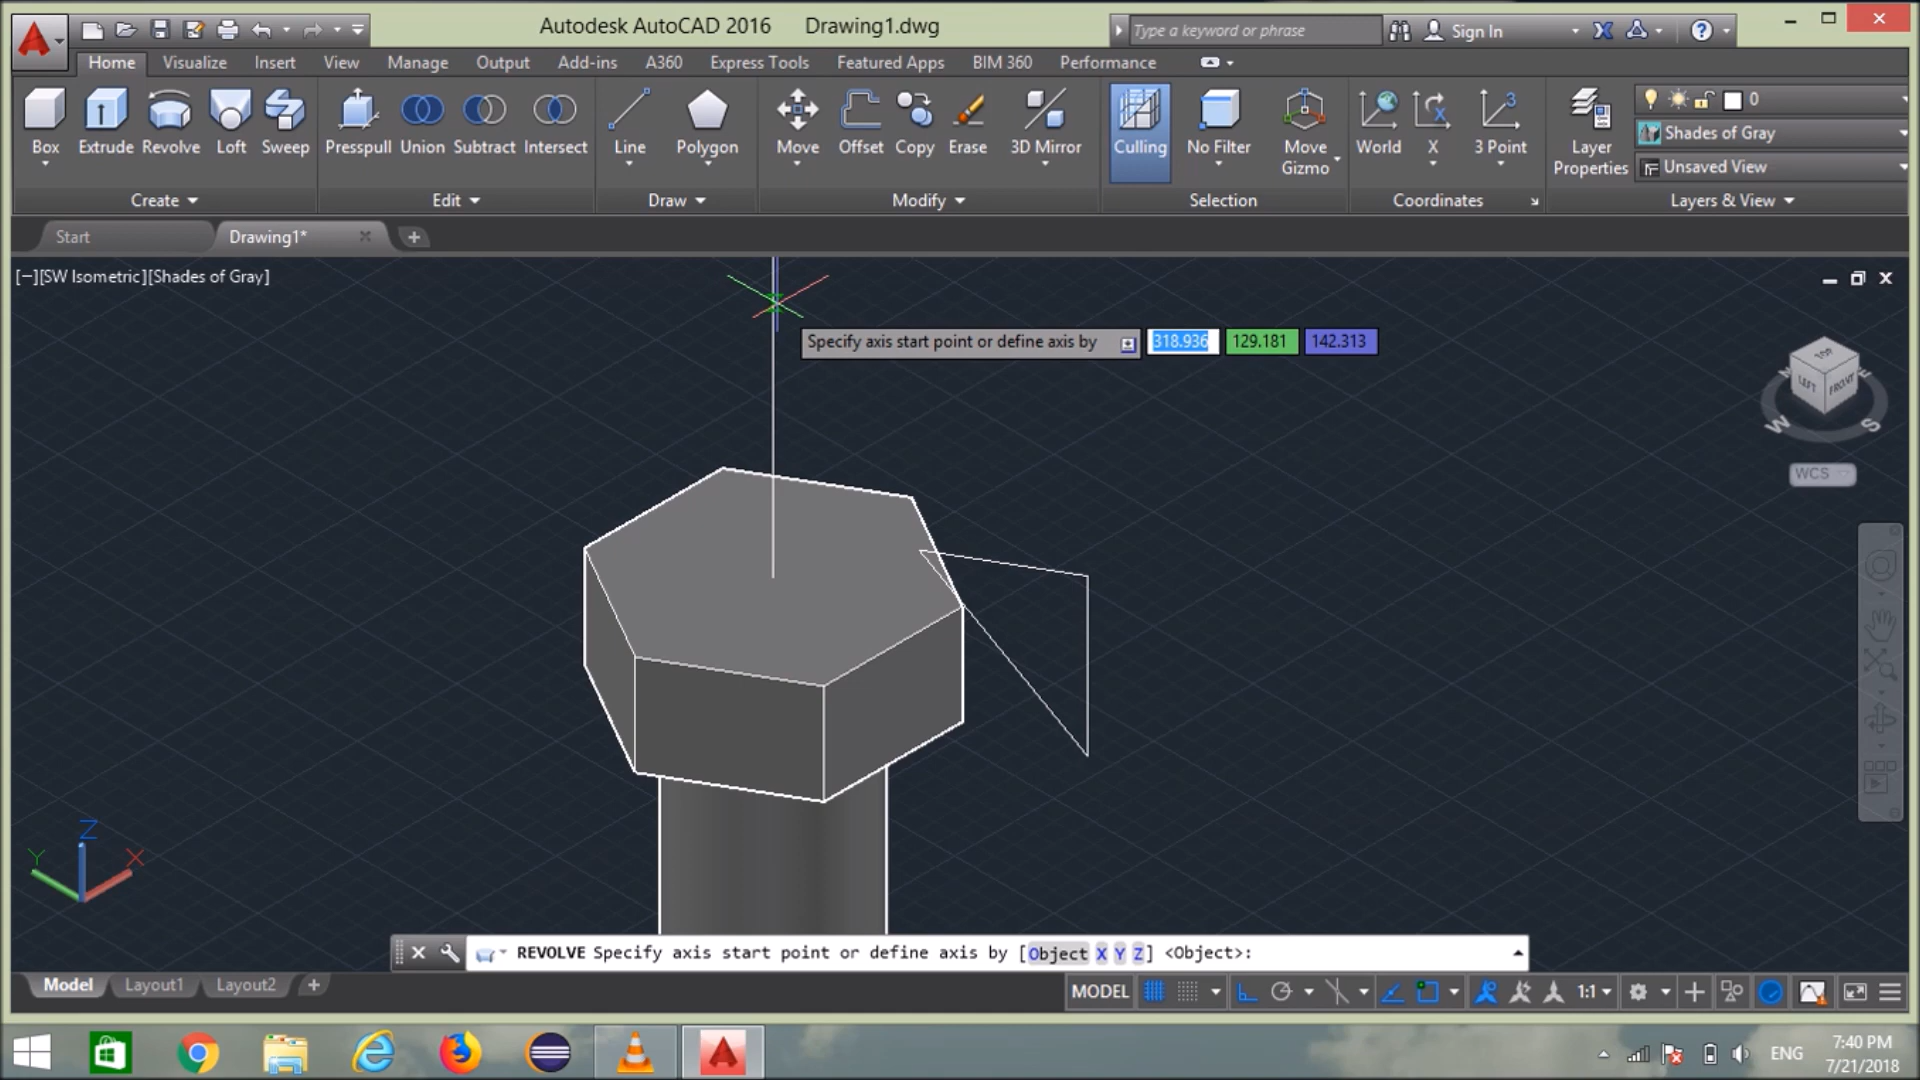 Autodesk AutoCAD 2016 Drawing1.dwg
Type a keyword or phrase
Sign In
Home Visualize Insert View Manage Output Add-ins A360 Express Tools Featured Apps BIM 360 Performance
Box Extrude Revolve Loft Sweep Presspull Union Subtract Intersect Line Polygon Move Offset Copy Erase 3D Mirror Culling No Filter Move Gizmo World X 3 Point Layer Properties
0
Shades of Gray
Unsaved View
Create Edit Draw Modify Selection Coordinates Layers & View
Start Drawing1* +
[−][SW Isometric][Shades of Gray]
Specify axis start point or define axis by 318.936 129.181 142.313
TOP
LEFT FRONT
N E
W S
WCS
Z
Y X
REVOLVE Specify axis start point or define axis by [Object X Y Z] <Object>:
Model Layout1 Layout2 +
MODEL 1:1
ENG
7:40 PM
7/21/2018